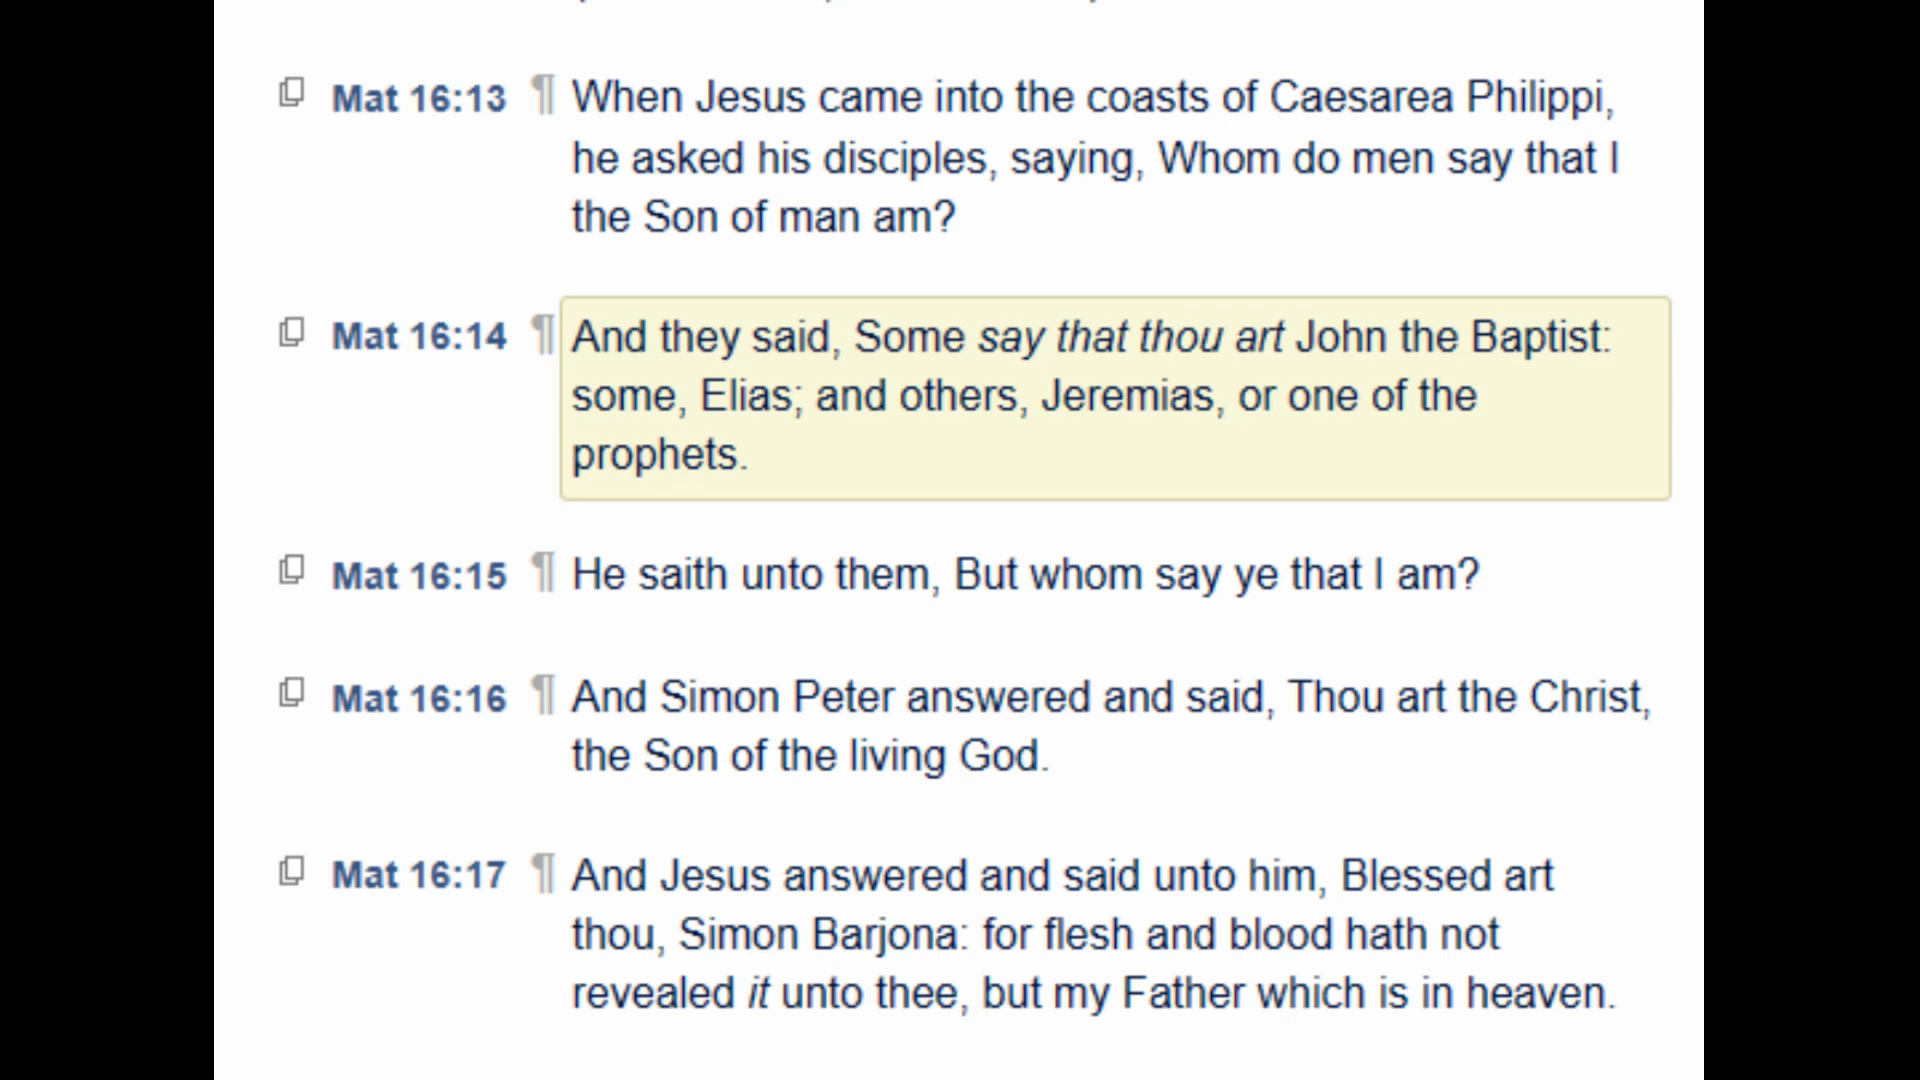 Mat 16:13 ¶ When Jesus came into the coasts of Caesarea Philippi,
he asked his disciples, saying, Whom do men say that I
the Son of man am?
Mat 16:14 ¶ And they said, Some say that thou art John the Baptist:
some, Elias; and others, Jeremias, or one of the
prophets.
Mat 16:15 ¶ He saith unto them, But whom say ye that I am?
Mat 16:16 ¶ And Simon Peter answered and said, Thou art the Christ,
the Son of the living God.
Mat 16:17 ¶ And Jesus answered and said unto him, Blessed art
thou, Simon Barjona: for flesh and blood hath not
revealed it unto thee, but my Father which is in heaven.